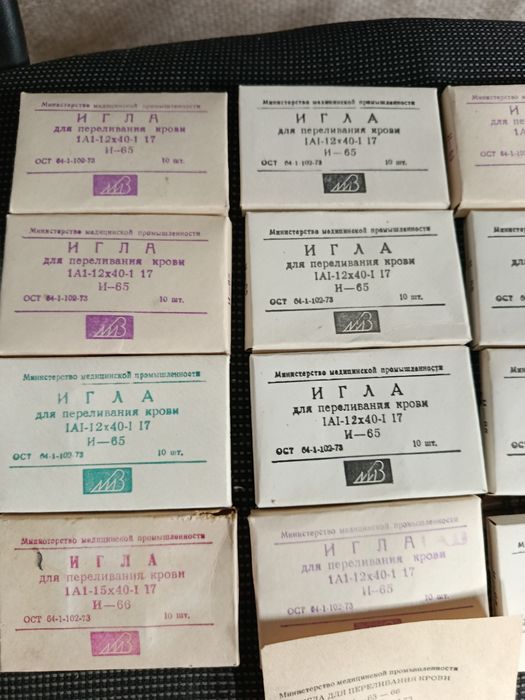 Министерство медицинской промышленности
ИГЛА
для переливания крови
1А1-12х40-1 17
И-65
ОСТ 64-1-102-73 10 шт.
Министерство медицинской промышленности
ИГЛА
для переливания крови
1А1-12х40-1 17
И-65
ОСТ 64-1-102-73 10 шт.
Министерство медицинской промышленности
ИГЛА
для переливания крови
1А1-12х40-1 17
И-65
ОСТ 64-1-102-73 10 шт.
Министерство медицинской промышленности
ИГЛА
для переливания крови
1А1-12х40-1 17
И-65
ОСТ 64-1-102-73 10 шт.
Министерство медицинской промышленности
ИГЛА
для переливания крови
1А1-12х40-1 17
И—65
ОСТ 64-1-102-73 10 шт.
Министерство медицинской промышленности
ИГЛА
для переливания крови
1А1-12х40-1 17
И—65
ОСТ 64-1-102-73 10 шт.
Министерство медицинской промышленности
ИГЛА
для переливания крови
1А1-15х40-1 17
И—66
ОСТ 64-1-102-73 10 шт.
Министерство медицинской промышленности
ИГЛА
для переливания крови
1А1-12х40-1 17
И—65
ОСТ 64-1-102-73 10 шт.
Министерство медицинской промышленности
ДЛЯ ПЕРЕЛИВАНИЯ КРОВИ
65 — 66